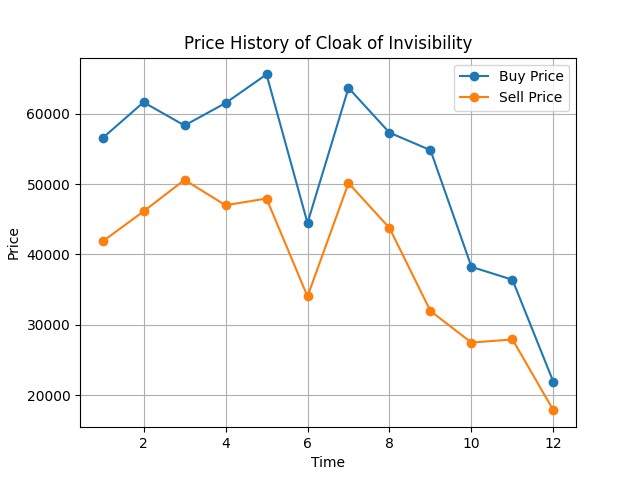 Price History of Cloak of Invisibility
Buy Price
Sell Price
60000
50000
40000
30000
20000
Price
2 4 6 8 10 12
Time